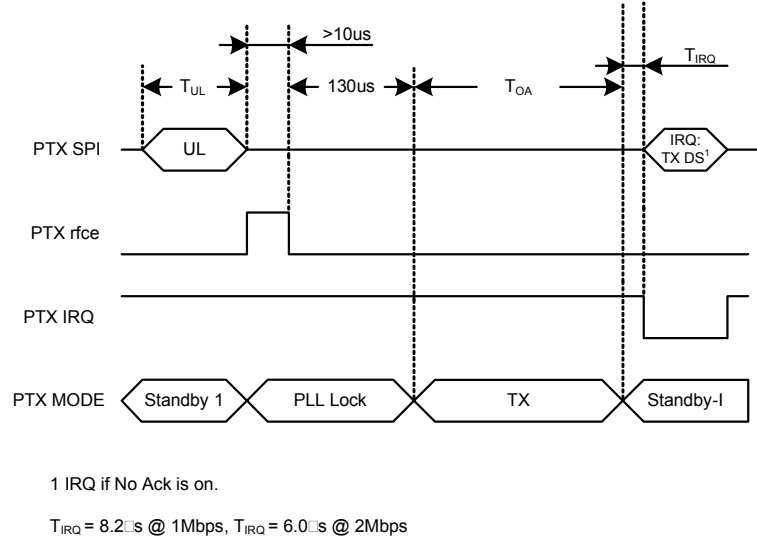 >10us
T_IRQ
T_UL
130us
T_OA
PTX SPI
UL
IRQ:
TX DS¹
PTX rfce
PTX IRQ
PTX MODE
Standby 1
PLL Lock
TX
Standby-I
1 IRQ if No Ack is on.
T_IRQ = 8.2□s @ 1Mbps, T_IRQ = 6.0□s @ 2Mbps